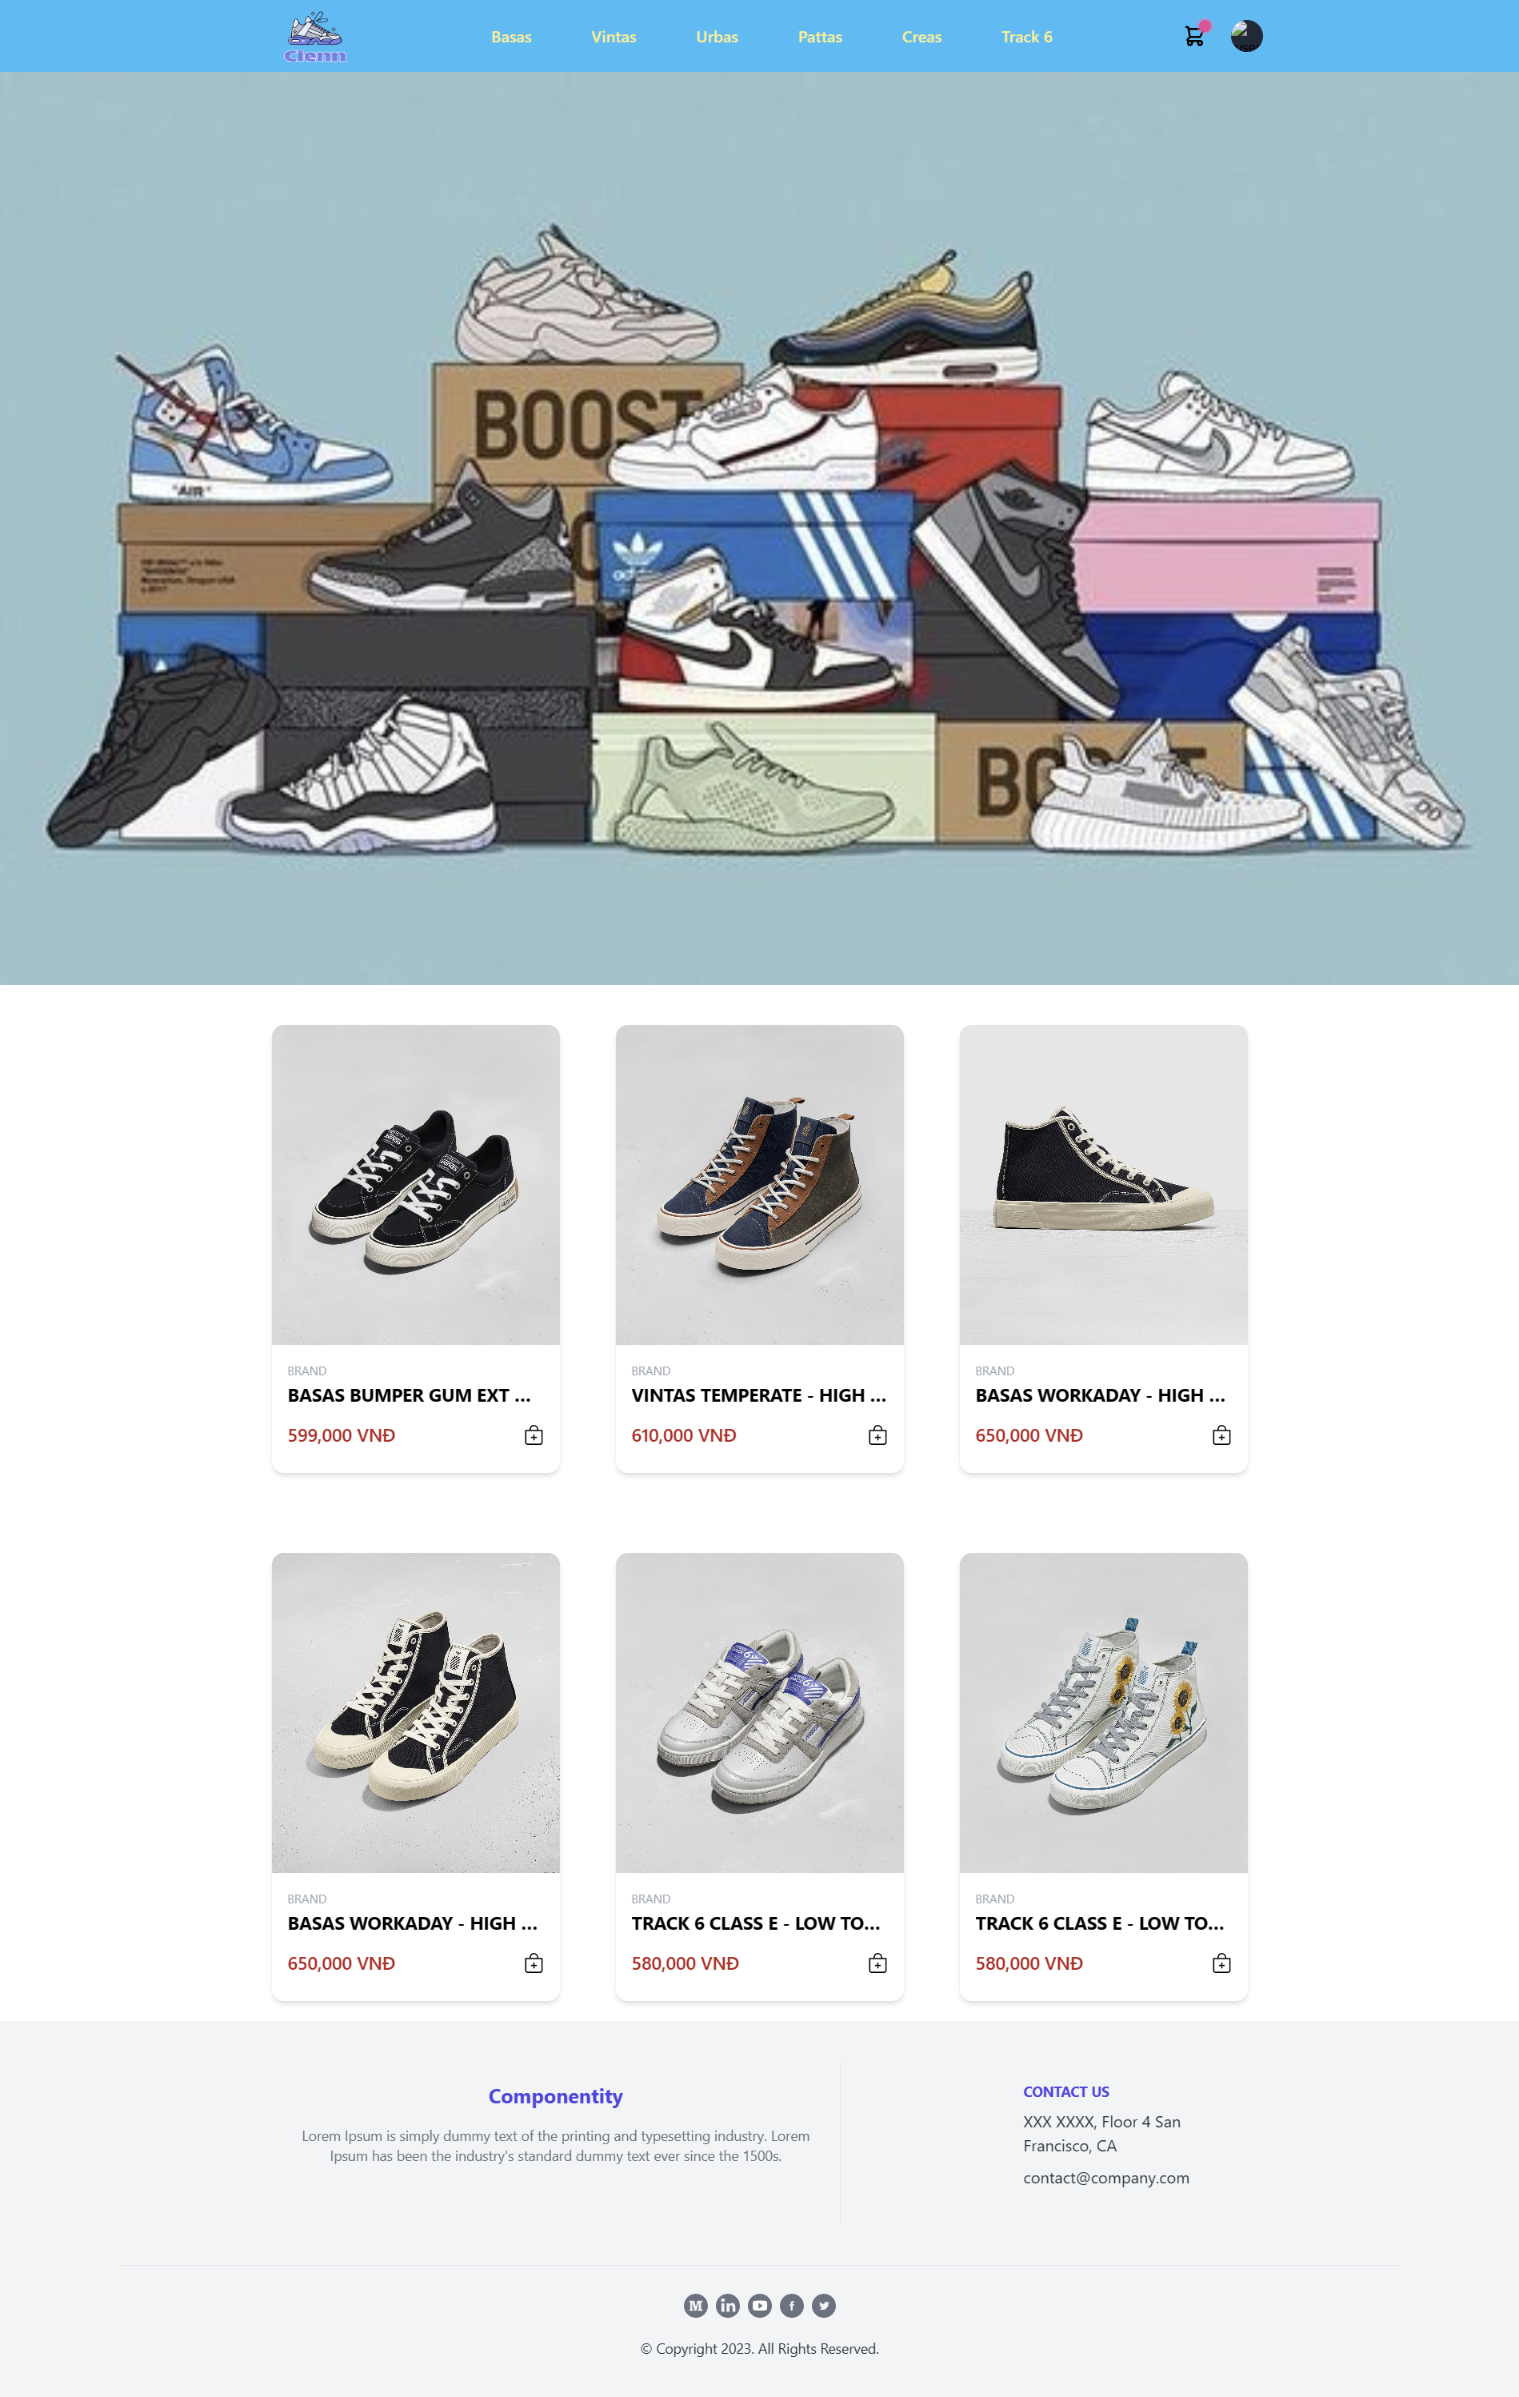 Clenn
Basas
Vintas
Urbas
Pattas
Creas
Track 6
BOOST
"AIR"
adidas
BOOST
BRAND
BASAS BUMPER GUM EXT ...
599,000 VNĐ
BRAND
VINTAS TEMPERATE - HIGH ...
610,000 VNĐ
BRAND
BASAS WORKADAY - HIGH ...
650,000 VNĐ
BRAND
BASAS WORKADAY - HIGH ...
650,000 VNĐ
BRAND
TRACK 6 CLASS E - LOW TO...
580,000 VNĐ
BRAND
TRACK 6 CLASS E - LOW TO...
580,000 VNĐ
Componentity
Lorem Ipsum is simply dummy text of the printing and typesetting industry. Lorem
Ipsum has been the industry's standard dummy text ever since the 1500s.
CONTACT US
XXX XXXX, Floor 4 San
Francisco, CA
contact@company.com
© Copyright 2023. All Rights Reserved.